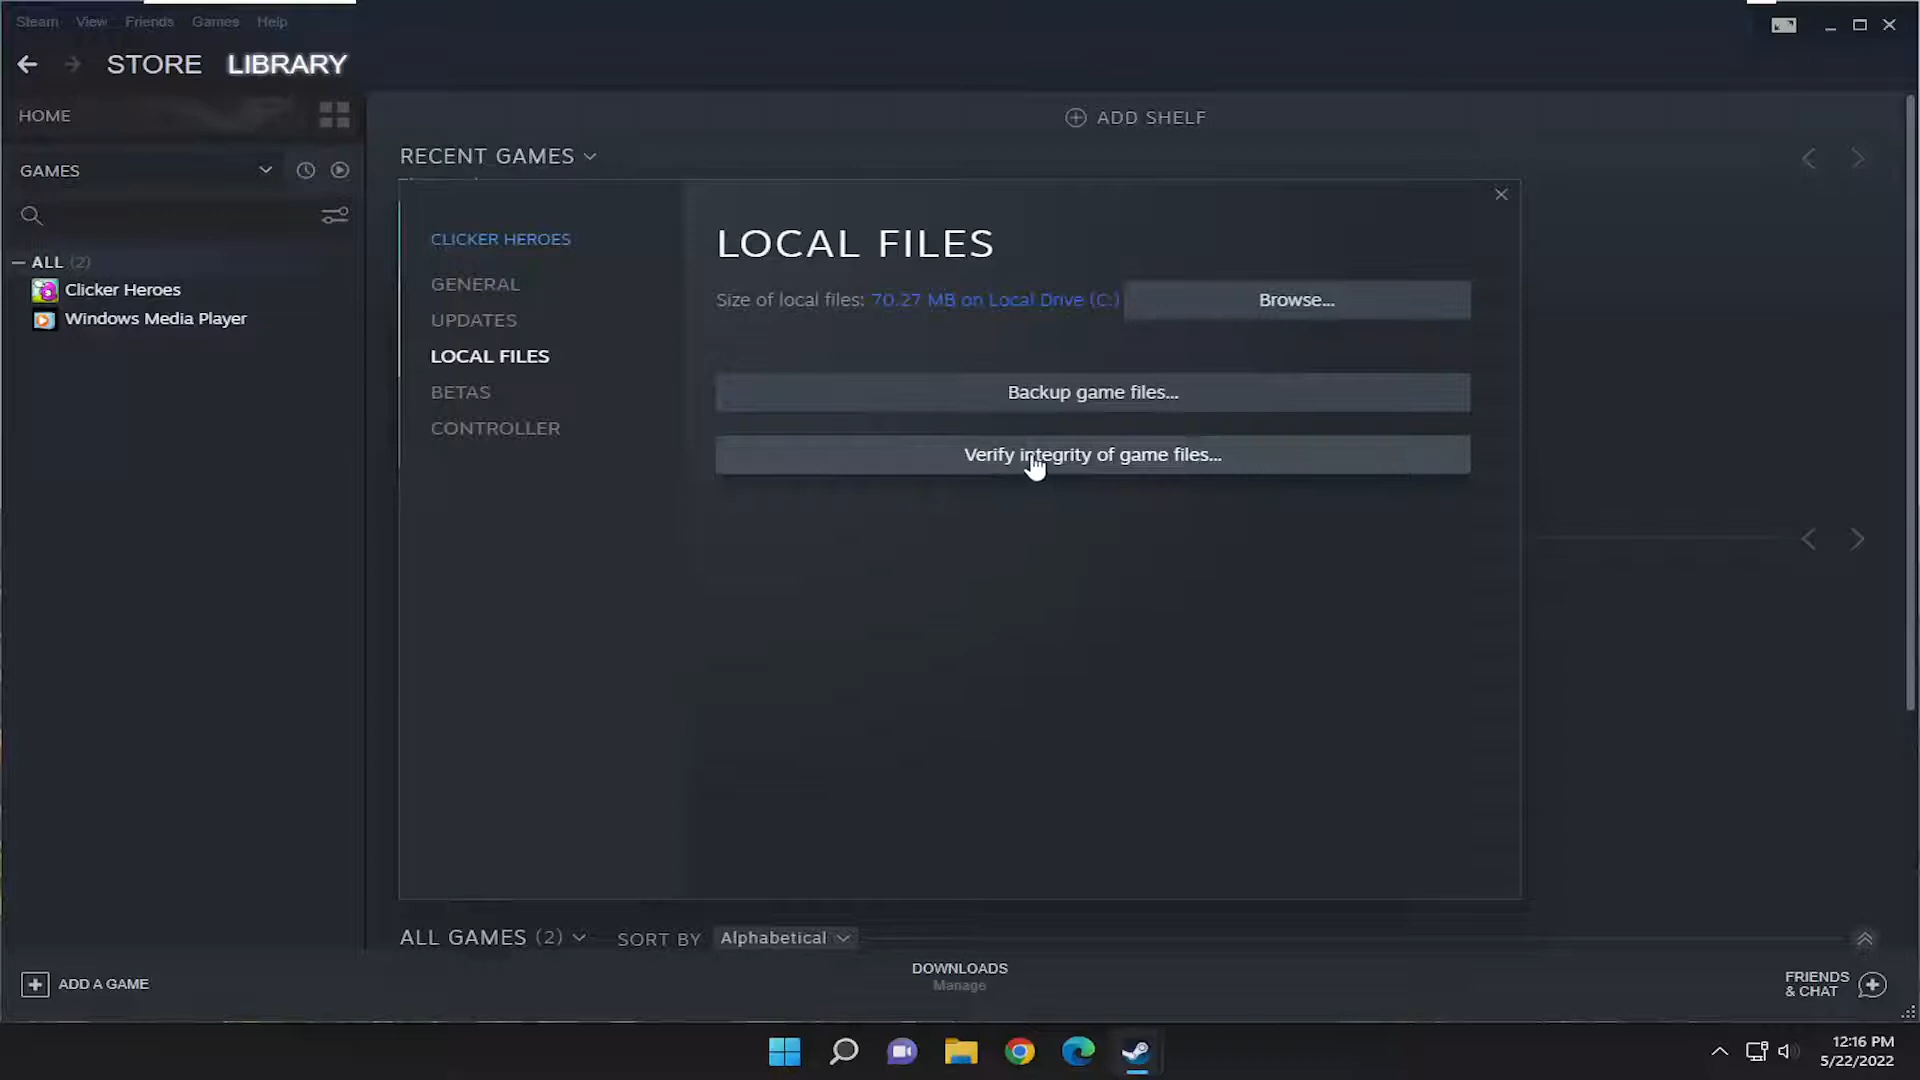 Steam View Friends Games Help
STORE LIBRARY
HOME
ADD SHELF
GAMES
RECENT GAMES
ALL (2)
Clicker Heroes
Windows Media Player
CLICKER HEROES
GENERAL
UPDATES
LOCAL FILES
BETAS
CONTROLLER
LOCAL FILES
Size of local files: 70.27 MB on Local Drive (C:) Browse...
Backup game files...
Verify integrity of game files...
ALL GAMES (2) SORT BY Alphabetical
ADD A GAME
DOWNLOADS
Manage
FRIENDS
& CHAT
12:16 PM
5/22/2022